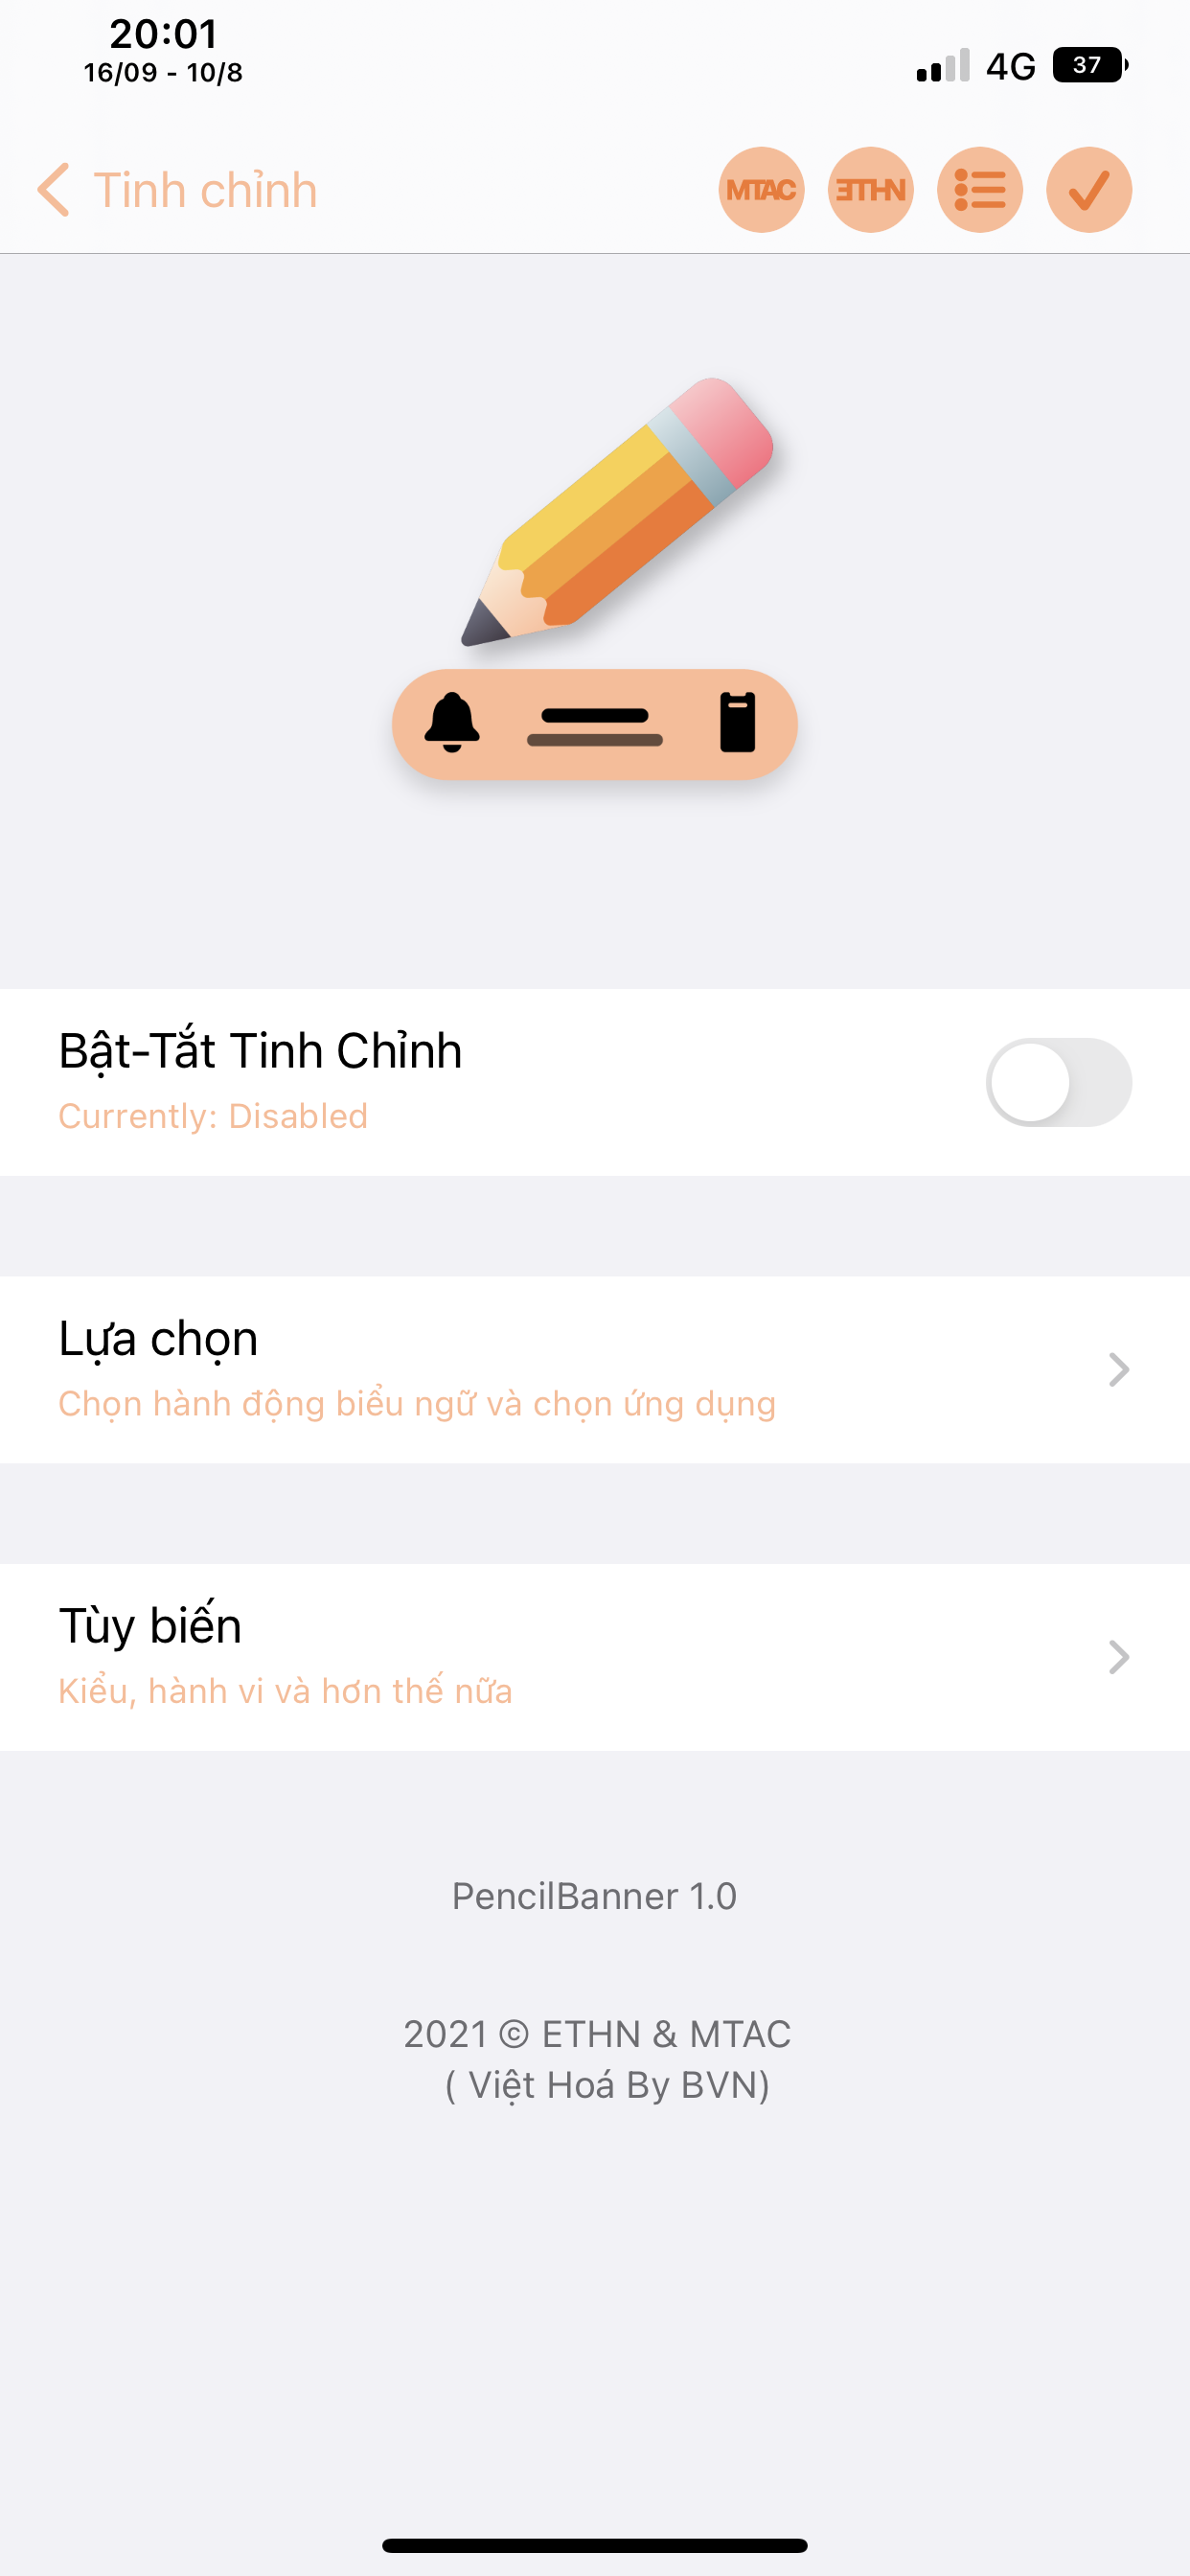 20:01
16/09 - 10/8
4G
37
Tinh chỉnh
MTAC
ƎTHN
Bật-Tắt Tinh Chỉnh
Currently: Disabled
Lựa chọn
Chọn hành động biểu ngữ và chọn ứng dụng
Tùy biến
Kiểu, hành vi và hơn thế nữa
PencilBanner 1.0
2021 © ETHN & MTAC
( Việt Hoá By BVN)